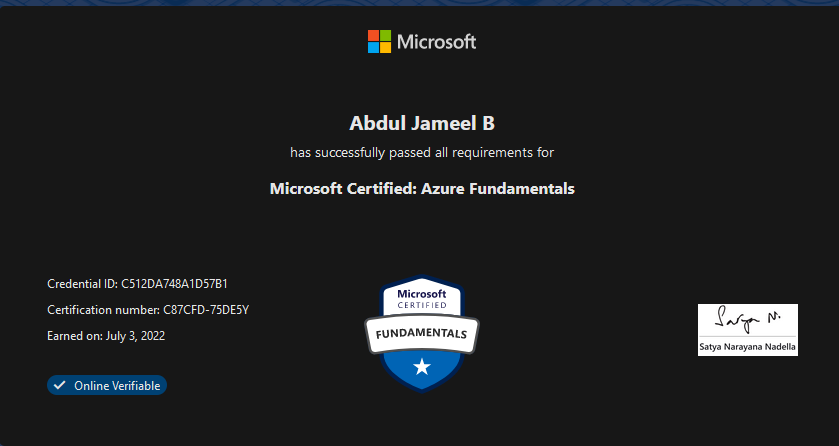 Microsoft
Abdul Jameel B
has successfully passed all requirements for
Microsoft Certified: Azure Fundamentals
Credential ID: C512DA748A1D57B1
Certification number: C87CFD-75DE5Y
Earned on: July 3, 2022
Online Verifiable
Microsoft
CERTIFIED
FUNDAMENTALS
Satya N.
Satya Narayana Nadella